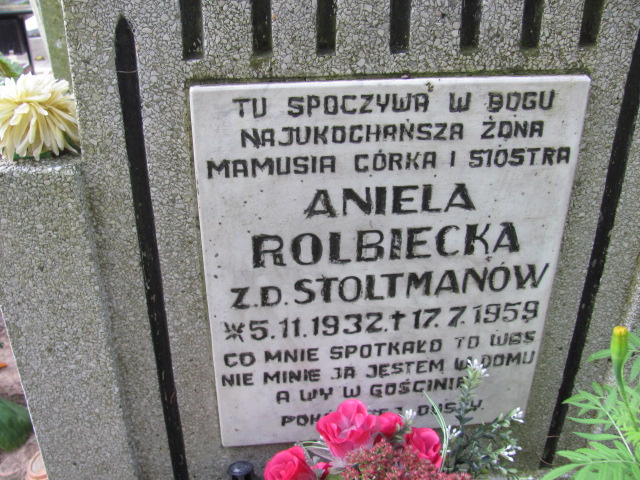 TU SPOCZYWA W BOGU
NAJUKOCHAŃSZA ŻONA
MAMUSIA CÓRKA I SIOSTRA
ANIELA
ROLBIECKA
Z.D. STOLTMANÓW
*5.11.1932.†17.7.1959
CO MNIE SPOTKAŁO TO WAS
NIE MINIE JA JESTEM W DOMU
A WY W GOŚCINIE
DUSZY.